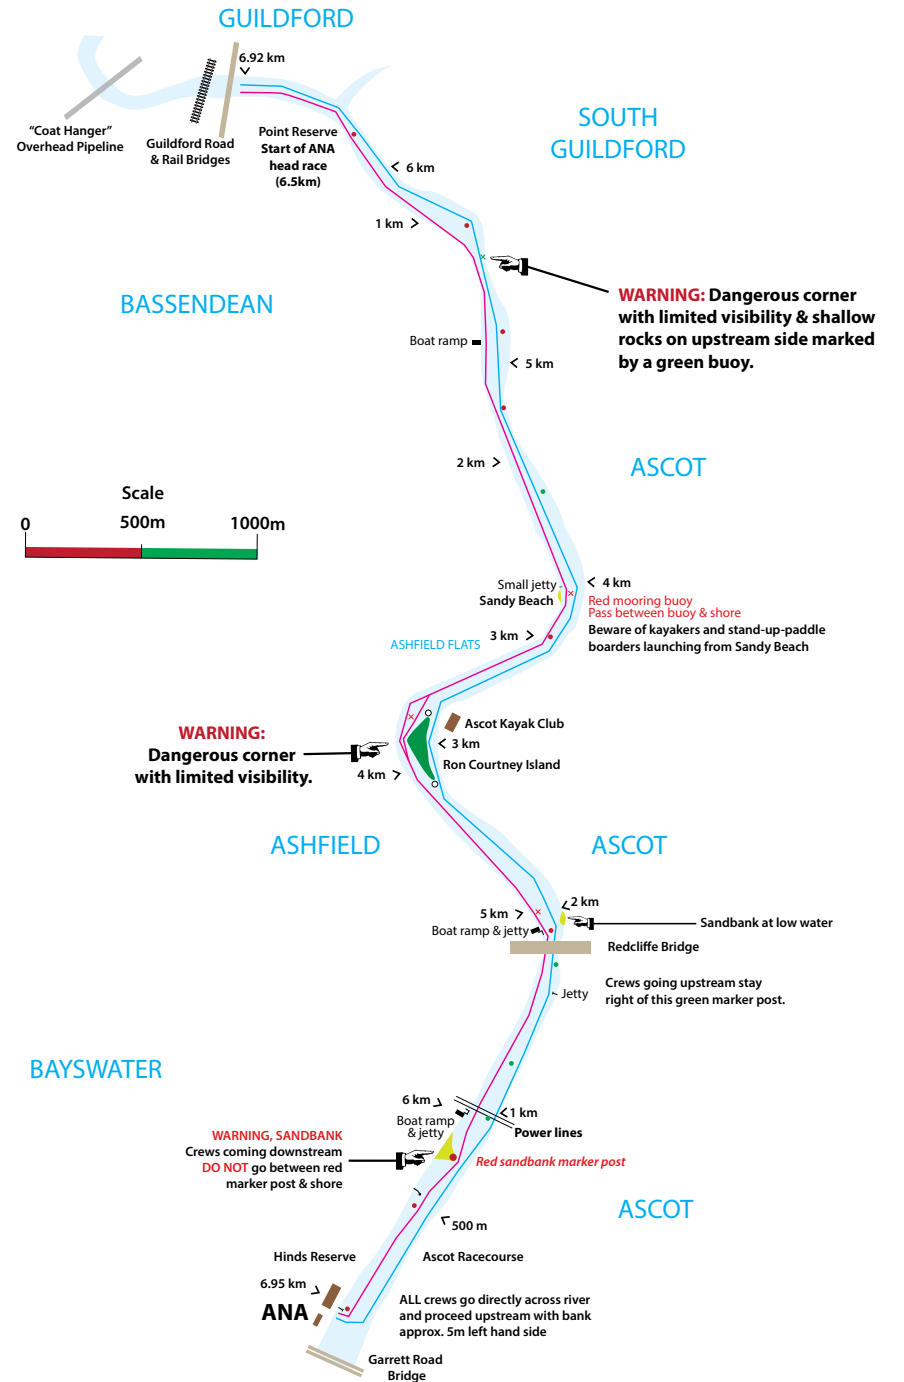 GUILDFORD
6.92 km
"Coat Hanger"
Overhead Pipeline
Guildford Road
& Rail Bridges
Point Reserve
Start of ANA
head race
(6.5km)
SOUTH
GUILDFORD
6 km
1 km
BASSENDEAN
WARNING: Dangerous corner
with limited visibility & shallow
rocks on upstream side marked
by a green buoy.
Boat ramp
5 km
2 km
ASCOT
Scale
0
500m
1000m
Small jetty
Sandy Beach
4 km
Red mooring buoy
Pass between buoy & shore
Beware of kayakers and stand-up-paddle
boarders launching from Sandy Beach
3 km
ASHFIELD FLATS
WARNING:
Dangerous corner
with limited visibility.
Ascot Kayak Club
3 km
Ron Courtney Island
4 km
ASHFIELD
ASCOT
2 km
5 km
Boat ramp & jetty
Sandbank at low water
Redcliffe Bridge
Crews going upstream stay
right of this green marker post.
Jetty
BAYSWATER
6 km
Boat ramp
& jetty
1 km
Power lines
WARNING, SANDBANK
Crews coming downstream
DO NOT go between red
marker post & shore
Red sandbank marker post
ASCOT
500 m
Hinds Reserve
Ascot Racecourse
6.95 km
ANA
ALL crews go directly across river
and proceed upstream with bank
approx. 5m left hand side
Garrett Road
Bridge